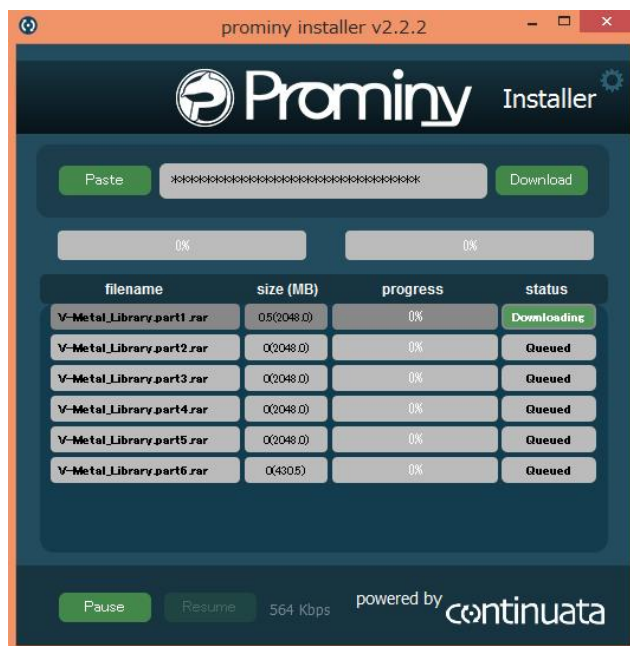 prominy installer v2.2.2
Prominy Installer
Paste ****************************** Download
0% 0%
filename size (MB) progress status
V-Metal_Library.part1.rar 0.5(2048.0) 0% Downloading
V-Metal_Library.part2.rar 0(2048.0) 0% Queued
V-Metal_Library.part3.rar 0(2048.0) 0% Queued
V-Metal_Library.part4.rar 0(2048.0) 0% Queued
V-Metal_Library.part5.rar 0(2048.0) 0% Queued
V-Metal_Library.part6.rar 0(430.5) 0% Queued
Pause Resume 564 Kbps powered by continuata